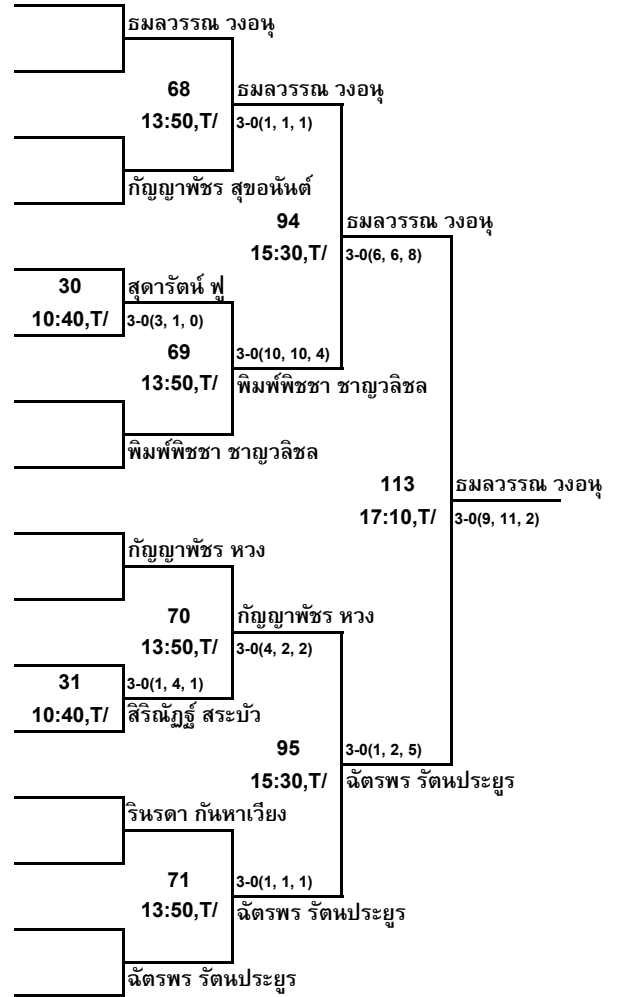 ธมลวรรณ วงอนุ
68
ธมลวรรณ วงอนุ
13:50,T/
3-0(1, 1, 1)
กัญญาพัชร สุขอนันต์
94
ธมลวรรณ วงอนุ
15:30,T/
3-0(6, 6, 8)
30
สุดารัตน์ ฟู
10:40,T/
3-0(3, 1, 0)
69
3-0(10, 10, 4)
13:50,T/
พิมพ์พิชชา ชาญวลิชล
พิมพ์พิชชา ชาญวลิชล
113
ธมลวรรณ วงอนุ
17:10,T/
3-0(9, 11, 2)
กัญญาพัชร หวง
70
กัญญาพัชร หวง
13:50,T/
3-0(4, 2, 2)
31
3-0(1, 4, 1)
10:40,T/
สิริณัฏฐ์ สระบัว
95
3-0(1, 2, 5)
15:30,T/
ฉัตรพร รัตนประยูร
รินรดา กันหาเวียง
71
3-0(1, 1, 1)
13:50,T/
ฉัตรพร รัตนประยูร
ฉัตรพร รัตนประยูร